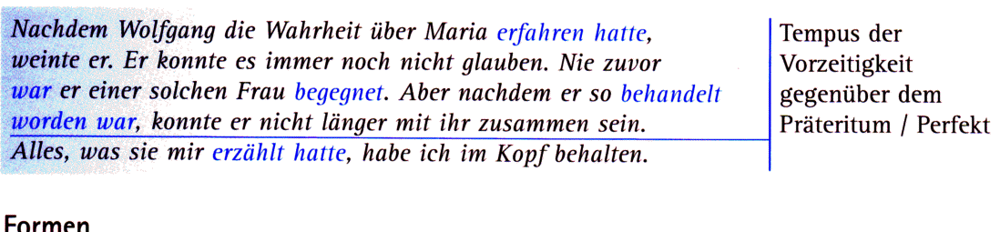 Nachdem Wolfgang die Wahrheit über Maria erfahren hatte,
weinte er. Er konnte es immer noch nicht glauben. Nie zuvor
war er einer solchen Frau begegnet. Aber nachdem er so behandelt
worden war, konnte er nicht länger mit ihr zusammen sein.
Alles, was sie mir erzählt hatte, habe ich im Kopf behalten.
Tempus der
Vorzeitigkeit
gegenüber dem
Präteritum / Perfekt
Formen